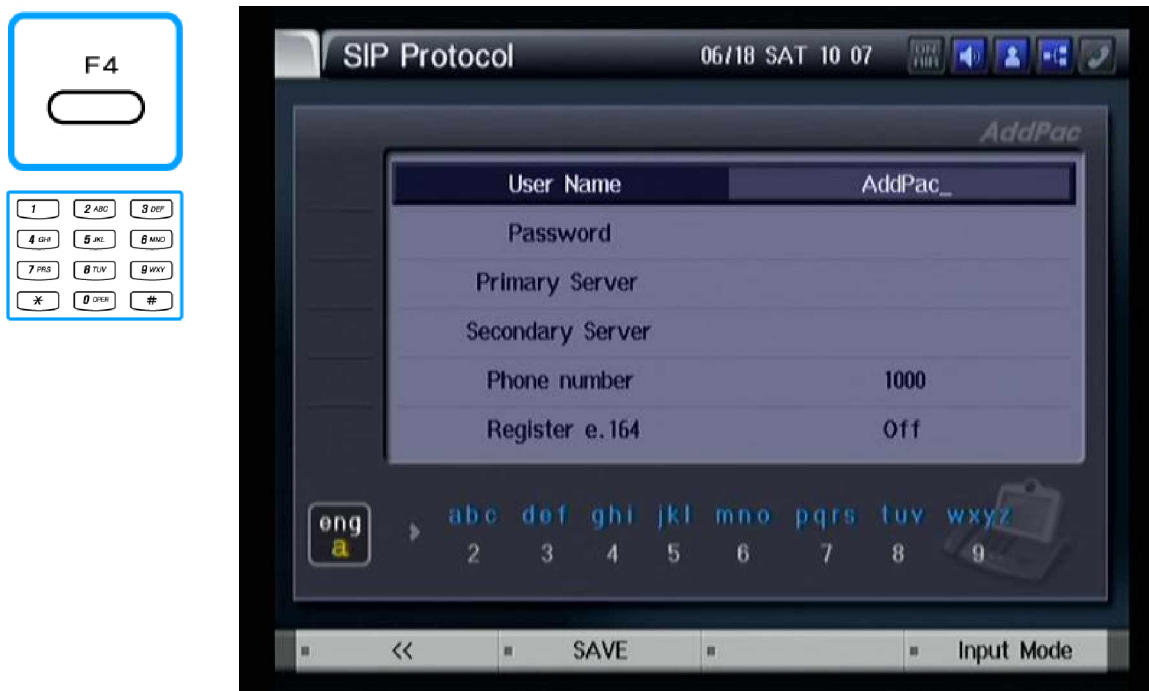 F4
1 2 ABC 3 DEF
4 GHI 5 JKL 6 MNO
7 PRS 8 TUV 9 WXY
* 0 OPER #
SIP Protocol 06/18 SAT 10 07 ON AIR
AddPac
User Name AddPac_
Password
Primary Server
Secondary Server
Phone number 1000
Register e.164 Off
eng a abc def ghi jkl mno pqrs tuv wxyz
2 3 4 5 6 7 8 9
<< SAVE Input Mode